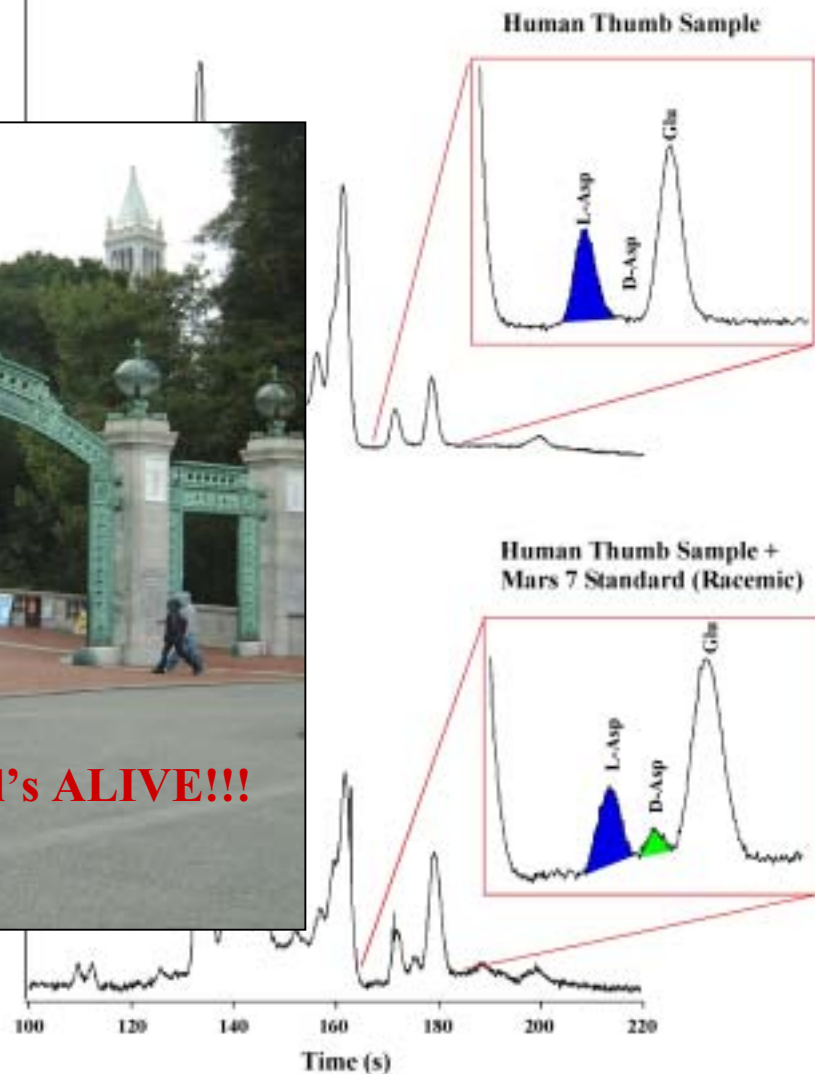 Human Thumb Sample
L-Asp
D-Asp
Glu
Human Thumb Sample +
Mars 7 Standard (Racemic)
L-Asp
D-Asp
Glu
l’s ALIVE!!!
100 120 140 160 180 200 220
Time (s)